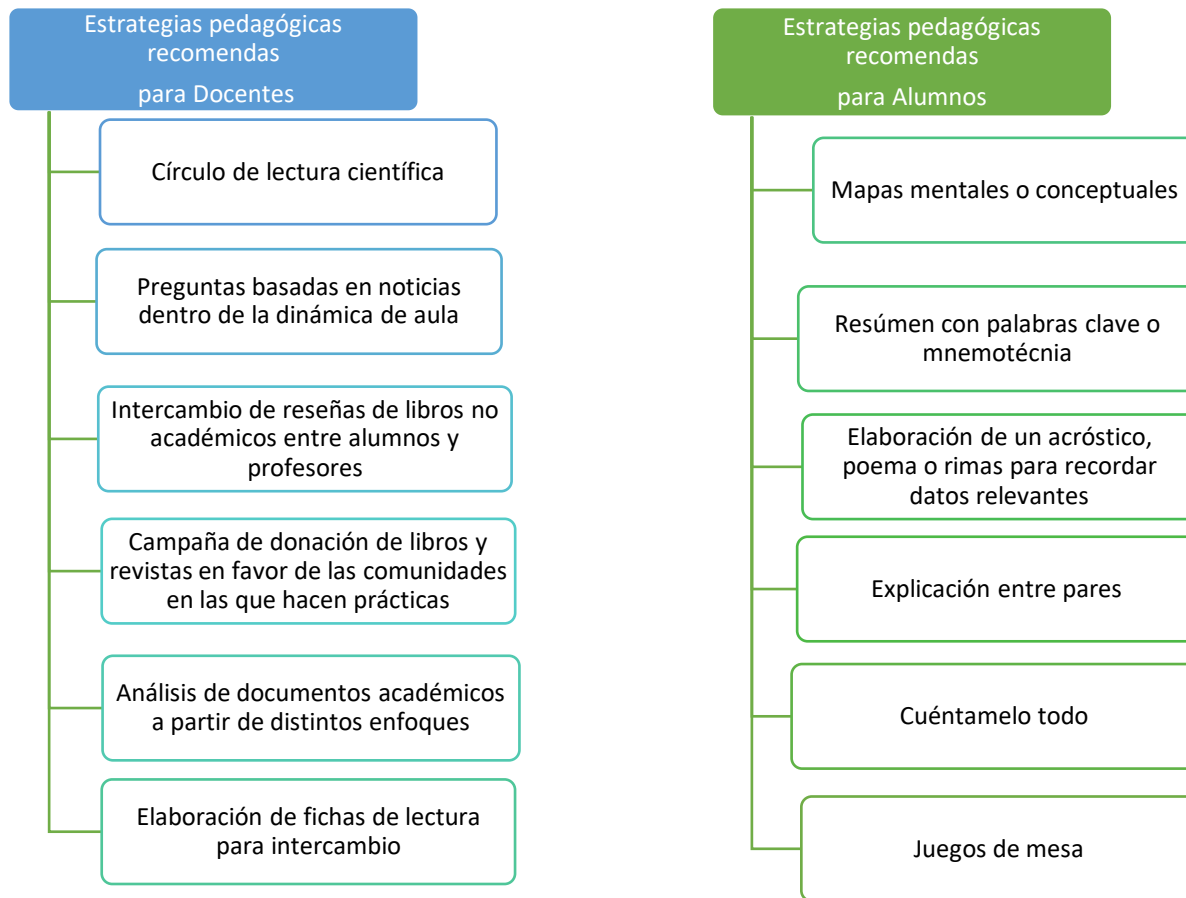 Estrategias pedagógicas
recomendas
para Docentes
Círculo de lectura científica
Preguntas basadas en noticias
dentro de la dinámica de aula
Intercambio de reseñas de libros no
académicos entre alumnos y
profesores
Campaña de donación de libros y
revistas en favor de las comunidades
en las que hacen prácticas
Análisis de documentos académicos
a partir de distintos enfoques
Elaboración de fichas de lectura
para intercambio
Estrategias pedagógicas
recomendas
para Alumnos
Mapas mentales o conceptuales
Resúmen con palabras clave o
mnemotécnia
Elaboración de un acróstico,
poema o rimas para recordar
datos relevantes
Explicación entre pares
Cuéntamelo todo
Juegos de mesa